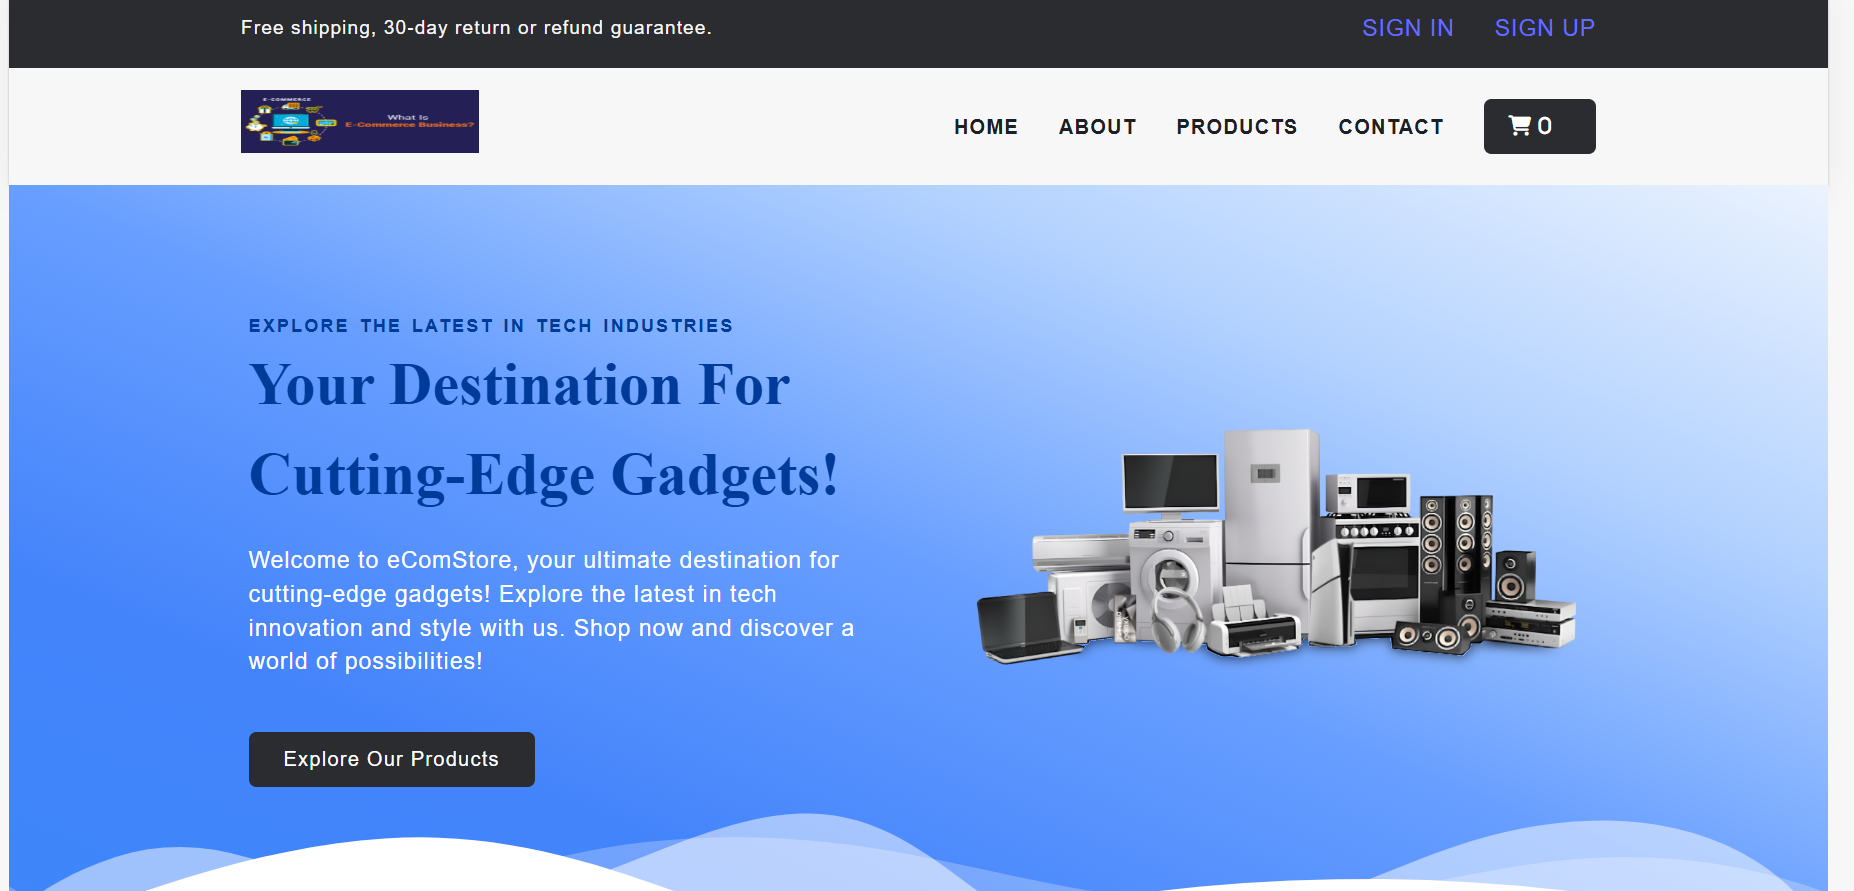 Free shipping, 30-day return or refund guarantee.
SIGN IN
SIGN UP
E-COMMERCE
What Is
E-Commerce Business?
HOME
ABOUT
PRODUCTS
CONTACT
0
EXPLORE THE LATEST IN TECH INDUSTRIES
Your Destination For
Cutting-Edge Gadgets!
Welcome to eComStore, your ultimate destination for
cutting-edge gadgets! Explore the latest in tech
innovation and style with us. Shop now and discover a
world of possibilities!
Explore Our Products